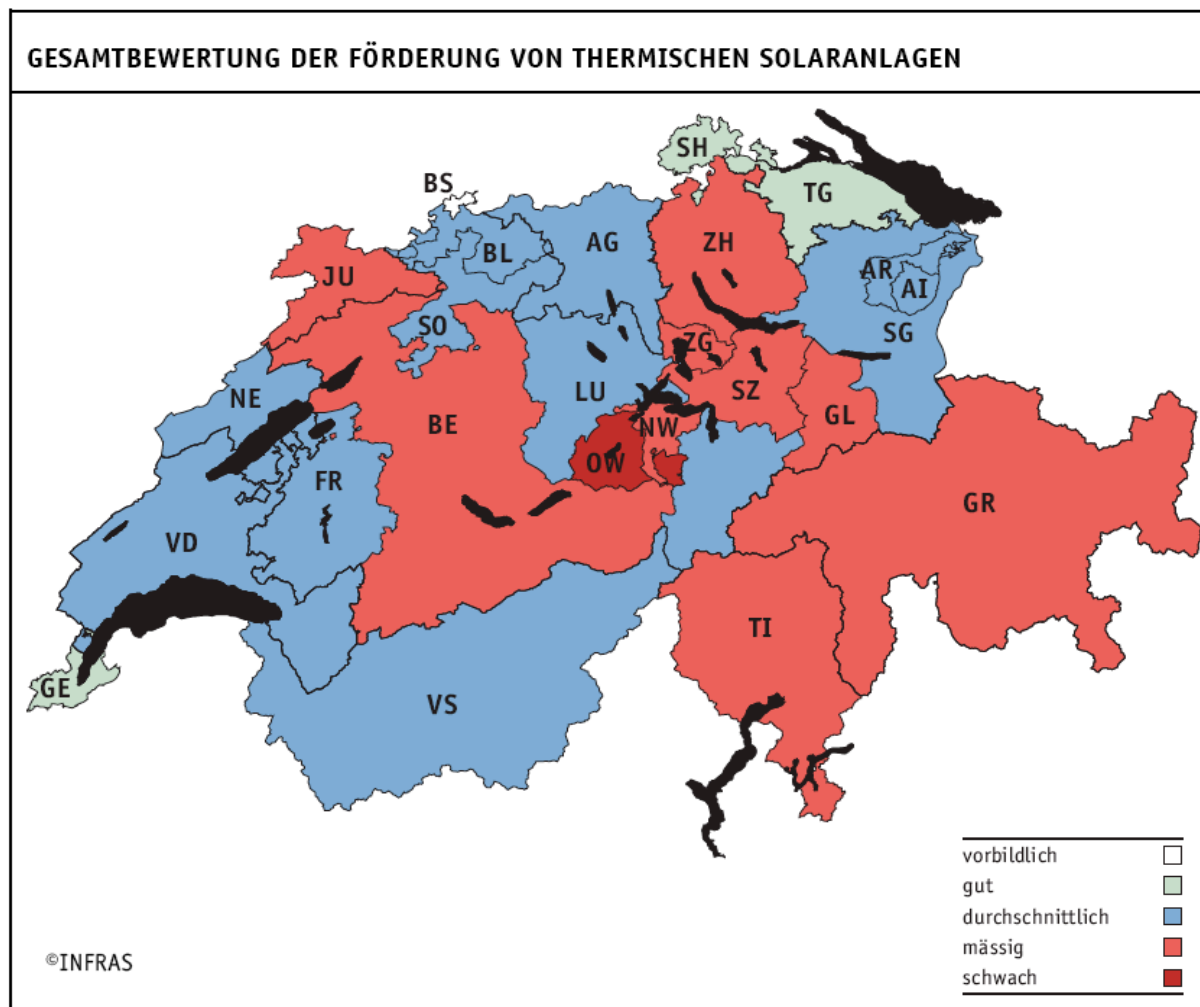 GESAMTBEWERTUNG DER FÖRDERUNG VON THERMISCHEN SOLARANLAGEN
SH
BS
TG
BL
AG
ZH
JU
AR
AI
SO
ZG
SG
NE
LU
SZ
GL
BE
NW
OW
FR
GR
VD
TI
GE
VS
vorbildlich
gut
durchschnittlich
mässig
schwach
©INFRAS